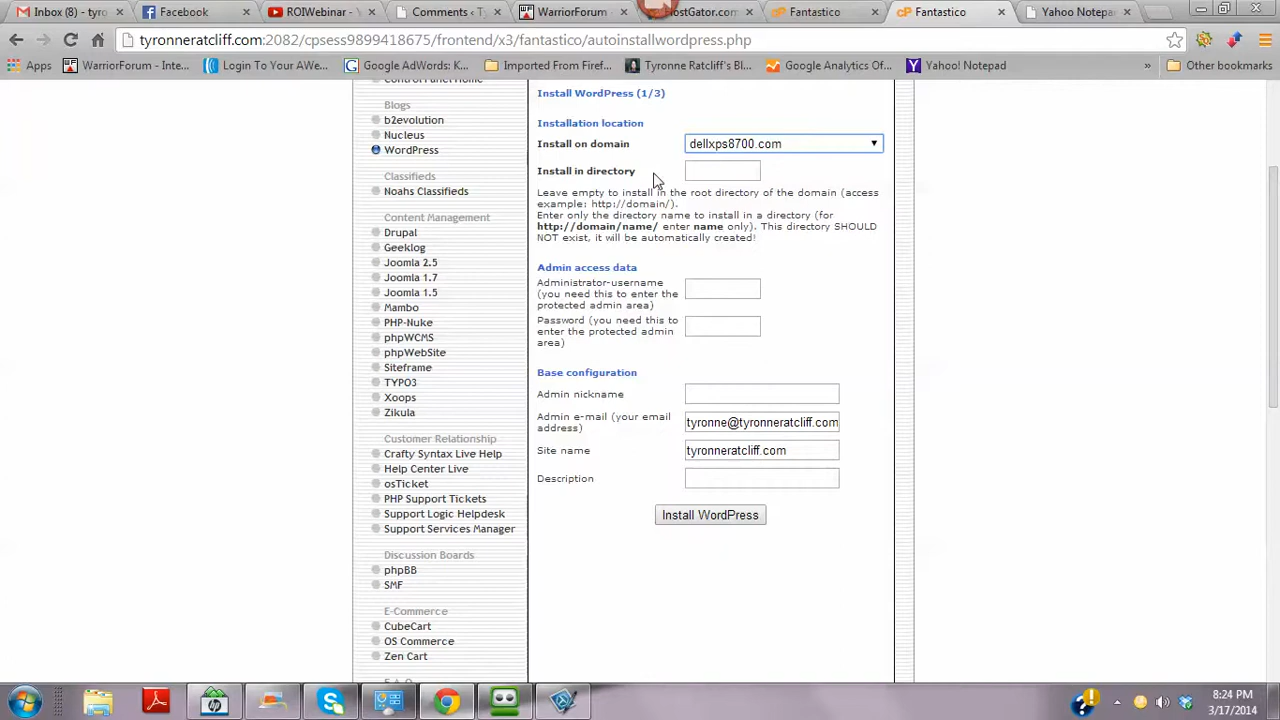 Inbox (9) - tyro
Facebook
ROIWebinar -
Comments ‹ T
WarriorForum -
ostGator.com
Fantastico
Fantastico
Yahoo Notepa
tyronneratcliff.com:2082/cpsess9899418675/frontend/x3/fantastico/autoinstallwordpress.php
Apps
WarriorForum - Inte...
Login To Your AWe...
Google AdWords: K...
Imported From Firef...
Tyronne Ratcliff's Bl...
Google Analytics Of...
Yahoo! Notepad
»
Other bookmarks
Control Panel Home
Blogs
b2evolution
Nucleus
WordPress
Classifieds
Noahs Classifieds
Content Management
Drupal
Geeklog
Joomla 2.5
Joomla 1.7
Joomla 1.5
Mambo
PHP-Nuke
phpWCMS
phpWebSite
Siteframe
TYPO3
Xoops
Zikula
Customer Relationship
Crafty Syntax Live Help
Help Center Live
osTicket
PHP Support Tickets
Support Logic Helpdesk
Support Services Manager
Discussion Boards
phpBB
SMF
E-Commerce
CubeCart
OS Commerce
Zen Cart
Install WordPress (1/3)
Installation location
Install on domain
dellxps8700.com
Install in directory
Leave empty to install in the root directory of the domain (access
example: http://domain/).
Enter only the directory name to install in a directory (for
http://domain/name/ enter name only). This directory SHOULD
NOT exist, it will be automatically created!
Admin access data
Administrator-username
(you need this to enter the
protected admin area)
Password (you need this to
enter the protected admin
area)
Base configuration
Admin nickname
Admin e-mail (your email
address)
tyronne@tyronneratcliff.com
Site name
tyronneratcliff.com
Description
Install WordPress
8:24 PM
3/17/2014